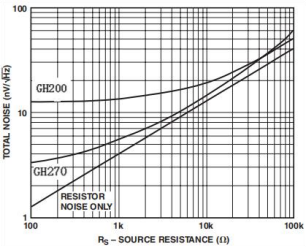 100
TOTAL NOISE (nV/√Hz)
GH200
10
GH270
RESISTOR
NOISE ONLY
1
100
1k
10k
100k
RS – SOURCE RESISTANCE (Ω)